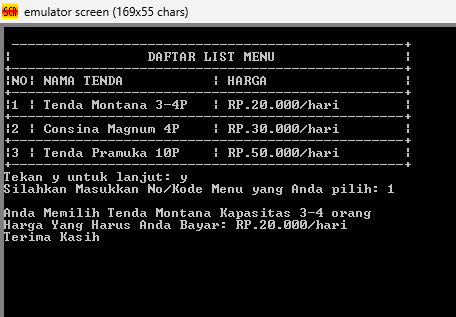 SCR emulator screen (169x55 chars)
DAFTAR LIST MENU
NO| NAMA TENDA | HARGA
1 | Tenda Montana 3-4P | RP.20.000/hari
2 | Consina Magnum 4P | RP.30.000/hari
3 | Tenda Pramuka 10P | RP.50.000/hari
Tekan y untuk lanjut: y
Silahkan Masukkan No/Kode Menu yang Anda pilih: 1
Anda Memilih Tenda Montana Kapasitas 3-4 orang
Harga Yang Harus Anda Bayar: RP.20.000/hari
Terima Kasih